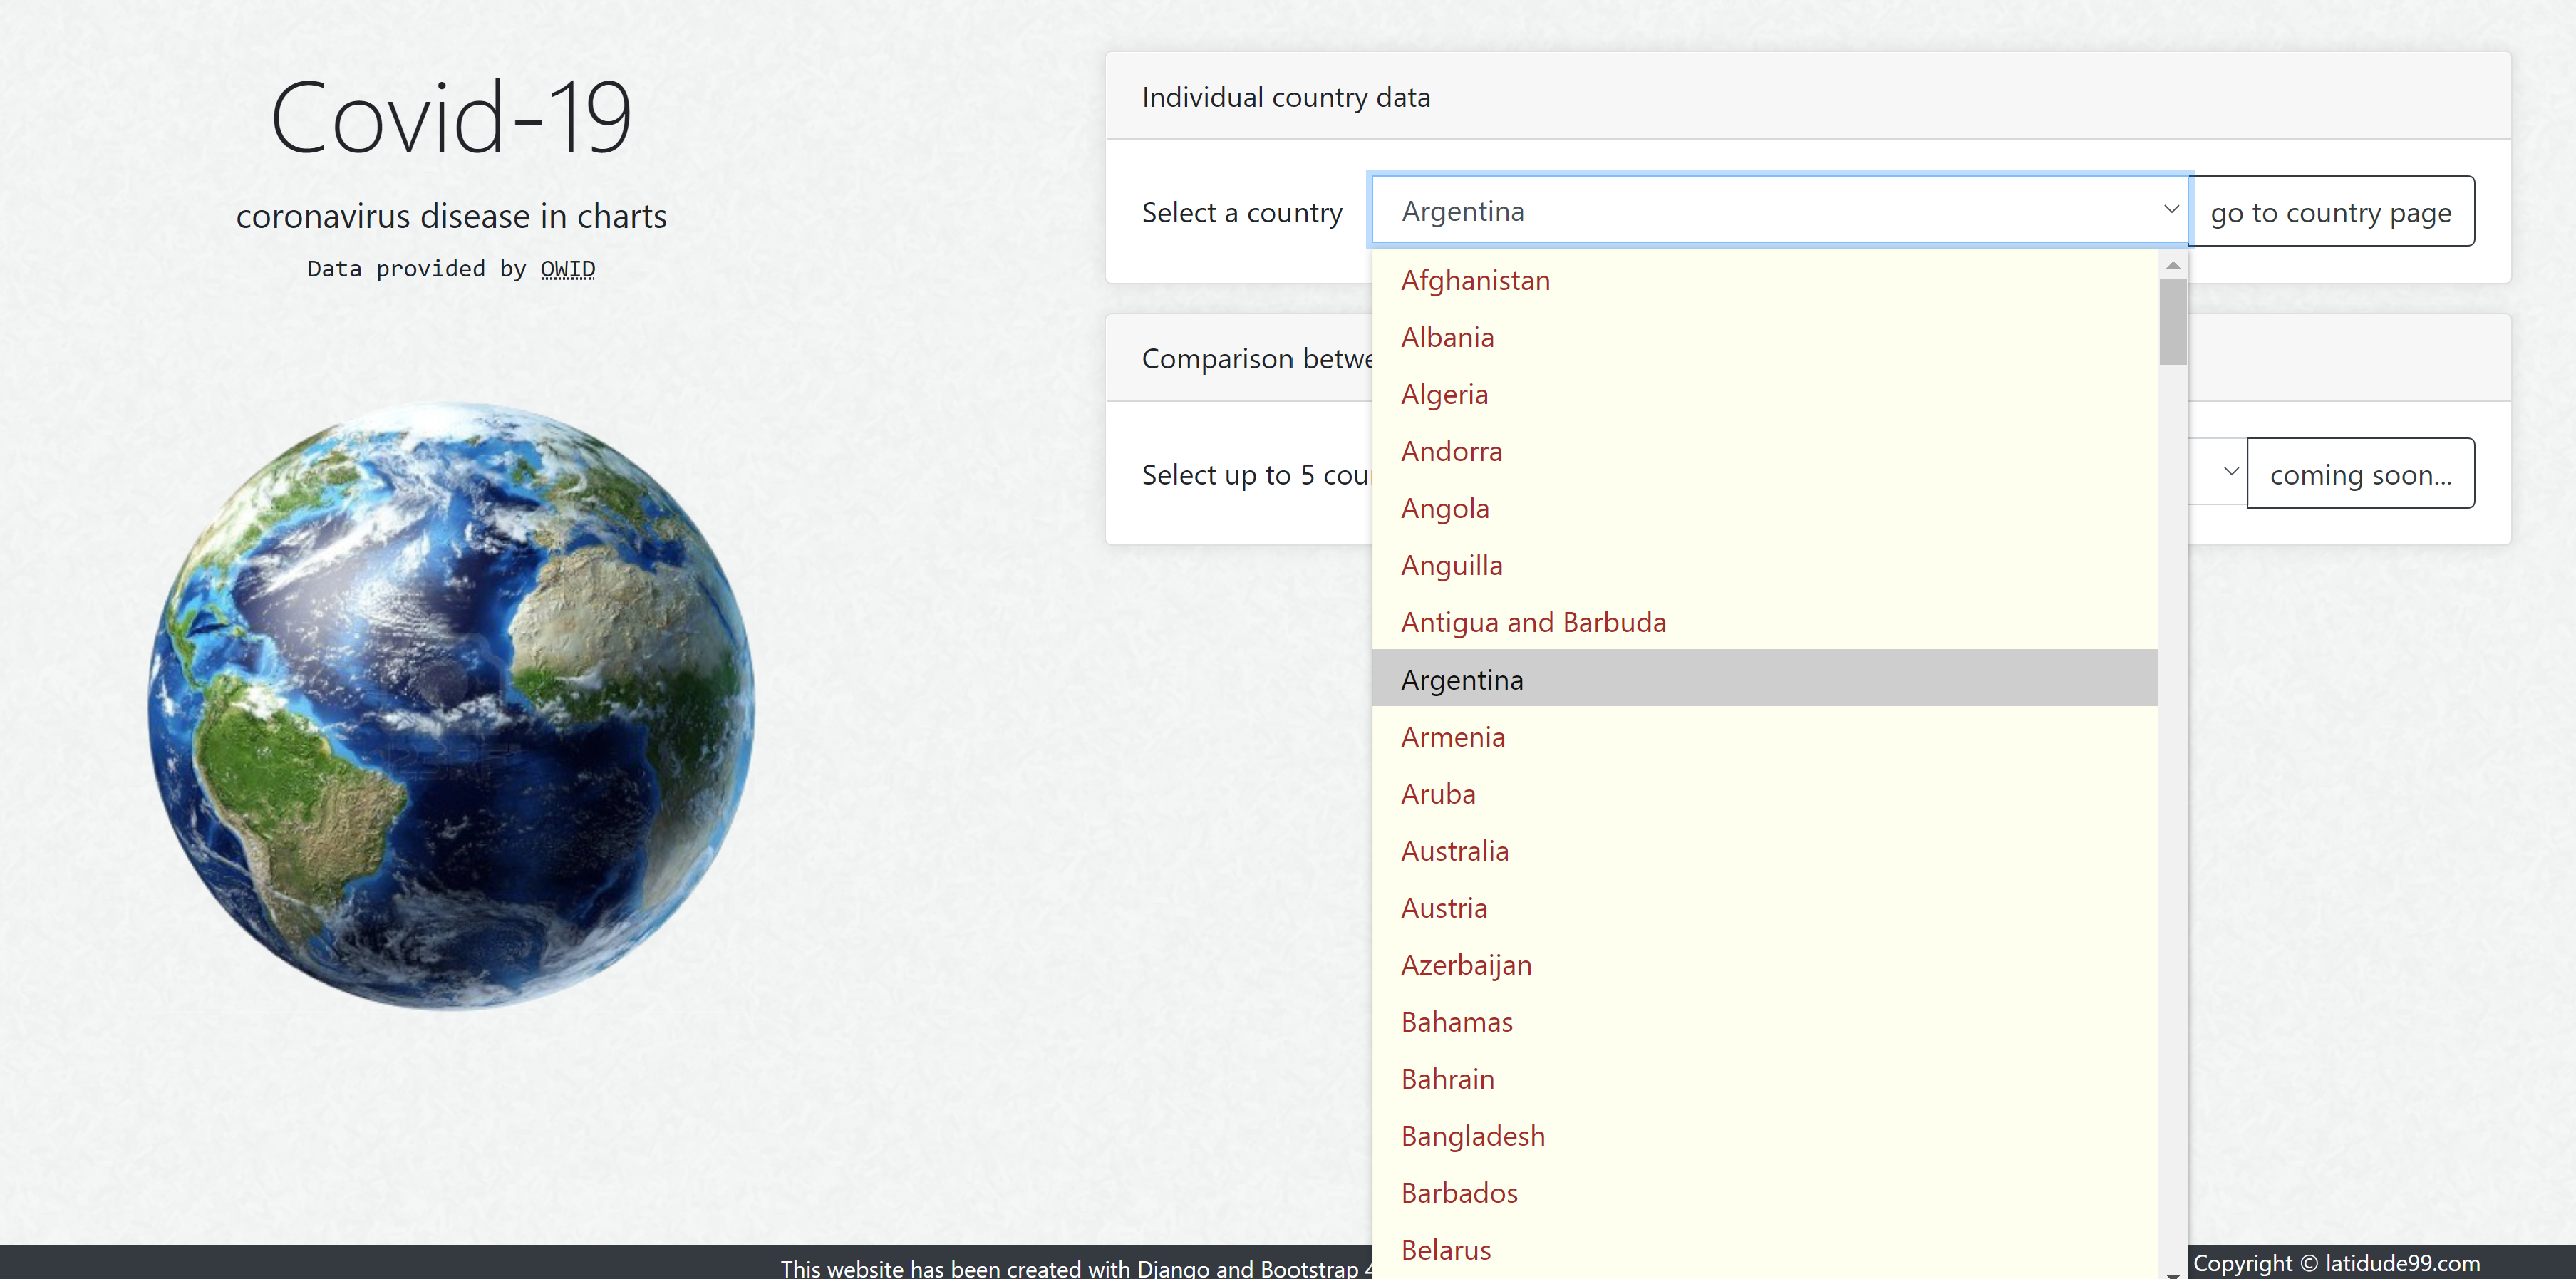 Covid-19
coronavirus disease in charts
Data provided by OWID
Individual country data
Select a country
Argentina
go to country page
Afghanistan
Albania
Algeria
Andorra
Angola
Anguilla
Antigua and Barbuda
Argentina
Armenia
Aruba
Australia
Austria
Azerbaijan
Bahamas
Bahrain
Bangladesh
Barbados
Belarus
Comparison
Select up to 5
coming soon...
This website has been created with Django and Bootstrap 4
Copyright © latidude99.com